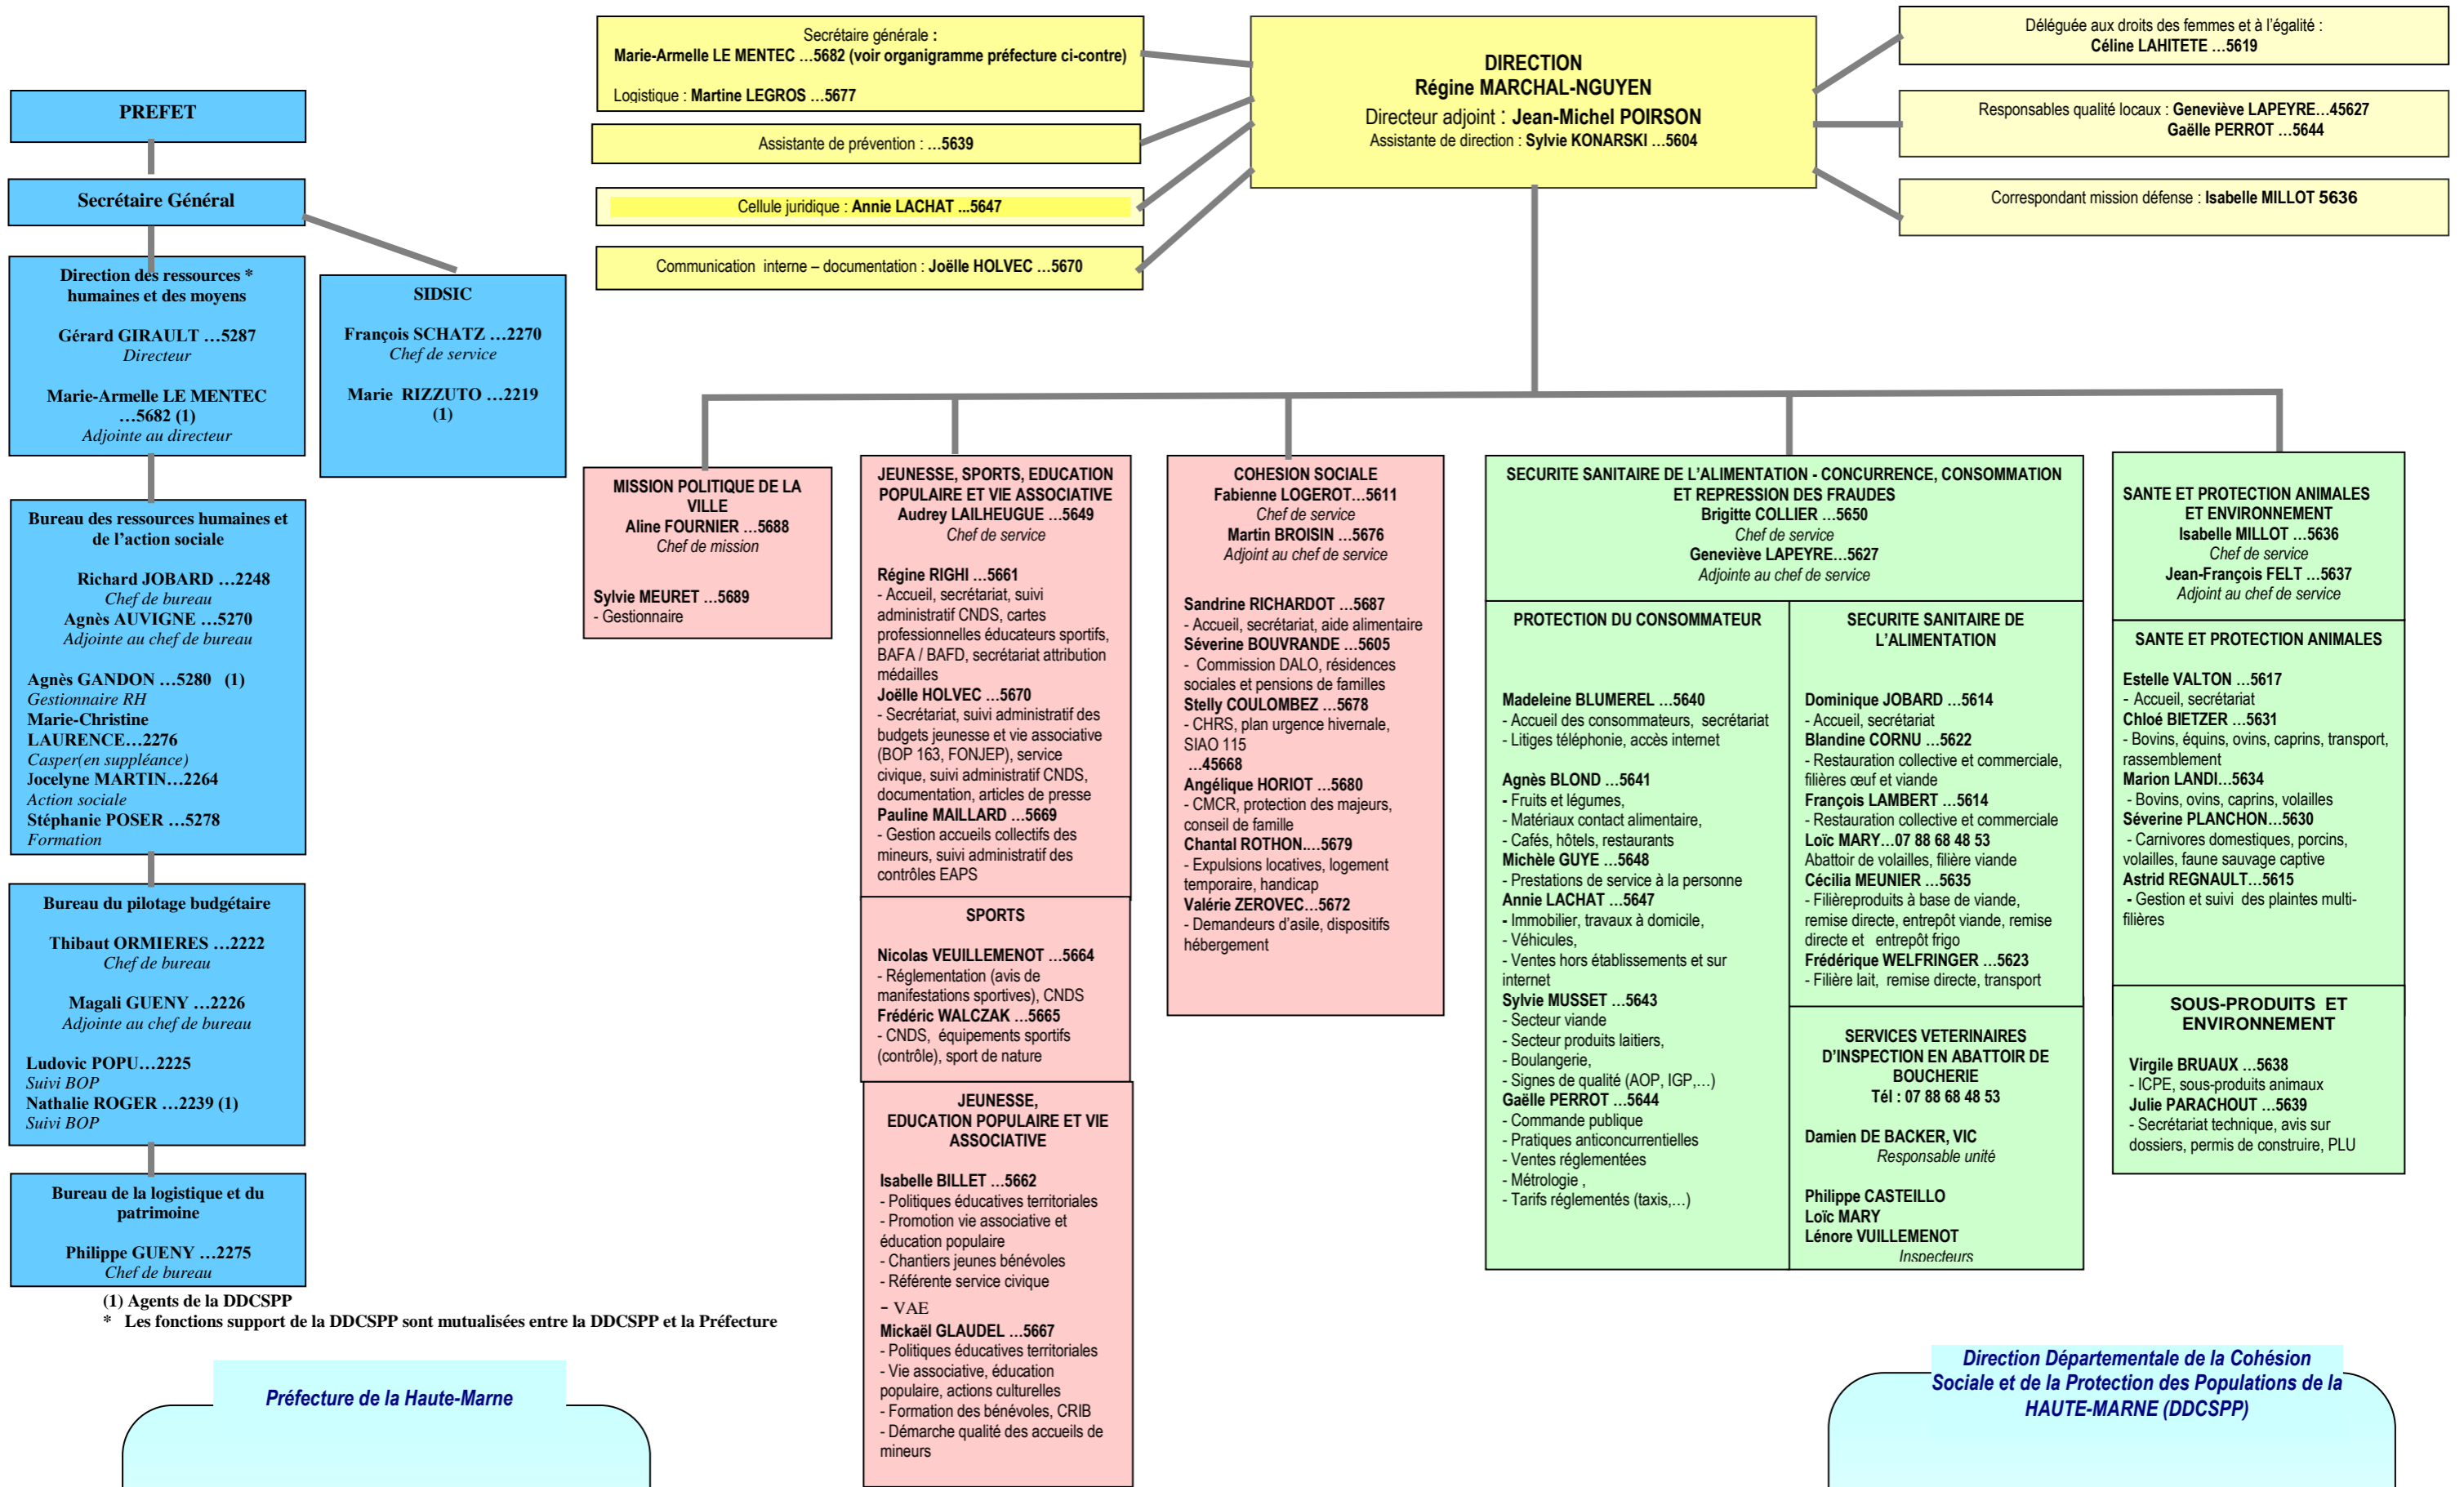 PREFET
Secrétaire Général
Direction des ressources *
humaines et des moyens
Gérard GIRAULT …5287
Directeur
Marie-Armelle LE MENTEC
…5682 (1)
Adjointe au directeur
SIDSIC
François SCHATZ …2270
Chef de service
Marie RIZZUTO …2219
(1)
Bureau des ressources humaines et
de l'action sociale
Richard JOBARD …2248
Chef de bureau
Agnès AUVIGNE …5270
Adjointe au chef de bureau
Agnès GANDON …5280 (1)
Gestionnaire RH
Marie-Christine
LAURENCE…2276
Casper(en suppléance)
Jocelyne MARTIN…2264
Action sociale
Stéphanie POSER …5278
Formation
Bureau du pilotage budgétaire
Thibaut ORMIERES …2222
Chef de bureau
Magali GUENY …2226
Adjointe au chef de bureau
Ludovic POPU…2225
Suivi BOP
Nathalie ROGER …2239 (1)
Suivi BOP
Bureau de la logistique et du
patrimoine
Philippe GUENY …2275
Chef de bureau
(1) Agents de la DDCSPP
* Les fonctions support de la DDCSPP sont mutualisées entre la DDCSPP et la Préfecture
Préfecture de la Haute-Marne
Secrétaire générale :
Marie-Armelle LE MENTEC …5682 (voir organigramme préfecture ci-contre)
Logistique : Martine LEGROS …5677
Assistante de prévention : …5639
Cellule juridique : Annie LACHAT ...5647
Communication interne – documentation : Joëlle HOLVEC …5670
DIRECTION
Régine MARCHAL-NGUYEN
Directeur adjoint : Jean-Michel POIRSON
Assistante de direction : Sylvie KONARSKI …5604
Déléguée aux droits des femmes et à l'égalité :
Céline LAHITETE …5619
Responsables qualité locaux : Geneviève LAPEYRE…45627
Gaëlle PERROT …5644
Correspondant mission défense : Isabelle MILLOT 5636
MISSION POLITIQUE DE LA
VILLE
Aline FOURNIER …5688
Chef de mission
Sylvie MEURET …5689
- Gestionnaire
JEUNESSE, SPORTS, EDUCATION
POPULAIRE ET VIE ASSOCIATIVE
Audrey LAILHEUGUE …5649
Chef de service
Régine RIGHI …5661
- Accueil, secrétariat, suivi
administratif CNDS, cartes
professionnelles éducateurs sportifs,
BAFA / BAFD, secrétariat attribution
médailles
Joëlle HOLVEC …5670
- Secrétariat, suivi administratif des
budgets jeunesse et vie associative
(BOP 163, FONJEP), service
civique, suivi administratif CNDS,
documentation, articles de presse
Pauline MAILLARD …5669
- Gestion accueils collectifs des
mineurs, suivi administratif des
contrôles EAPS
SPORTS
Nicolas VEUILLEMENOT …5664
- Réglementation (avis de
manifestations sportives), CNDS
Frédéric WALCZAK …5665
- CNDS, équipements sportifs
(contrôle), sport de nature
JEUNESSE,
EDUCATION POPULAIRE ET VIE
ASSOCIATIVE
Isabelle BILLET …5662
- Politiques éducatives territoriales
- Promotion vie associative et
éducation populaire
- Chantiers jeunes bénévoles
- Référente service civique
- VAE
Mickaël GLAUDEL …5667
- Politiques éducatives territoriales
- Vie associative, éducation
populaire, actions culturelles
- Formation des bénévoles, CRIB
- Démarche qualité des accueils de
mineurs
COHESION SOCIALE
Fabienne LOGEROT…5611
Chef de service
Martin BROISIN …5676
Adjoint au chef de service
Sandrine RICHARDOT …5687
- Accueil, secrétariat, aide alimentaire
Séverine BOUVRANDE …5605
- Commission DALO, résidences
sociales et pensions de familles
Stelly COULOMBEZ …5678
- CHRS, plan urgence hivernale,
SIAO 115
…45668
Angélique HORIOT …5680
- CMCR, protection des majeurs,
conseil de famille
Chantal ROTHON.…5679
- Expulsions locatives, logement
temporaire, handicap
Valérie ZEROVEC…5672
- Demandeurs d'asile, dispositifs
hébergement
SECURITE SANITAIRE DE L'ALIMENTATION - CONCURRENCE, CONSOMMATION
ET REPRESSION DES FRAUDES
Brigitte COLLIER …5650
Chef de service
Geneviève LAPEYRE…5627
Adjointe au chef de service
PROTECTION DU CONSOMMATEUR
Madeleine BLUMEREL …5640
- Accueil des consommateurs, secrétariat
- Litiges téléphonie, accès internet
Agnès BLOND …5641
- Fruits et légumes,
- Matériaux contact alimentaire,
- Cafés, hôtels, restaurants
Michèle GUYE …5648
- Prestations de service à la personne
Annie LACHAT …5647
- Immobilier, travaux à domicile,
- Véhicules,
- Ventes hors établissements et sur
internet
Sylvie MUSSET …5643
- Secteur viande
- Secteur produits laitiers,
- Boulangerie,
- Signes de qualité (AOP, IGP,…)
Gaëlle PERROT …5644
- Commande publique
- Pratiques anticoncurrentielles
- Ventes réglementées
- Métrologie ,
- Tarifs réglementés (taxis,…)
SECURITE SANITAIRE DE
L'ALIMENTATION
Dominique JOBARD …5614
- Accueil, secrétariat
Blandine CORNU …5622
- Restauration collective et commerciale,
filières œuf et viande
François LAMBERT …5614
- Restauration collective et commerciale
Loïc MARY…07 88 68 48 53
Abattoir de volailles, filière viande
Cécilia MEUNIER …5635
- Filièreproduits à base de viande,
remise directe, entrepôt viande, remise
directe et entrepôt frigo
Frédérique WELFRINGER …5623
- Filière lait, remise directe, transport
SERVICES VETERINAIRES
D'INSPECTION EN ABATTOIR DE
BOUCHERIE
Tél : 07 88 68 48 53
Damien DE BACKER, VIC
Responsable unité
Philippe CASTEILLO
Loïc MARY
Lénore VUILLEMENOT
Inspecteurs
SANTE ET PROTECTION ANIMALES
ET ENVIRONNEMENT
Isabelle MILLOT …5636
Chef de service
Jean-François FELT …5637
Adjoint au chef de service
SANTE ET PROTECTION ANIMALES
Estelle VALTON …5617
- Accueil, secrétariat
Chloé BIETZER …5631
- Bovins, équins, ovins, caprins, transport,
rassemblement
Marion LANDI…5634
- Bovins, ovins, caprins, volailles
Séverine PLANCHON…5630
- Carnivores domestiques, porcins,
volailles, faune sauvage captive
Astrid REGNAULT…5615
- Gestion et suivi des plaintes multi-
filières
SOUS-PRODUITS ET
ENVIRONNEMENT
Virgile BRUAUX …5638
- ICPE, sous-produits animaux
Julie PARACHOUT …5639
- Secrétariat technique, avis sur
dossiers, permis de construire, PLU
Direction Départementale de la Cohésion
Sociale et de la Protection des Populations de la
HAUTE-MARNE (DDCSPP)